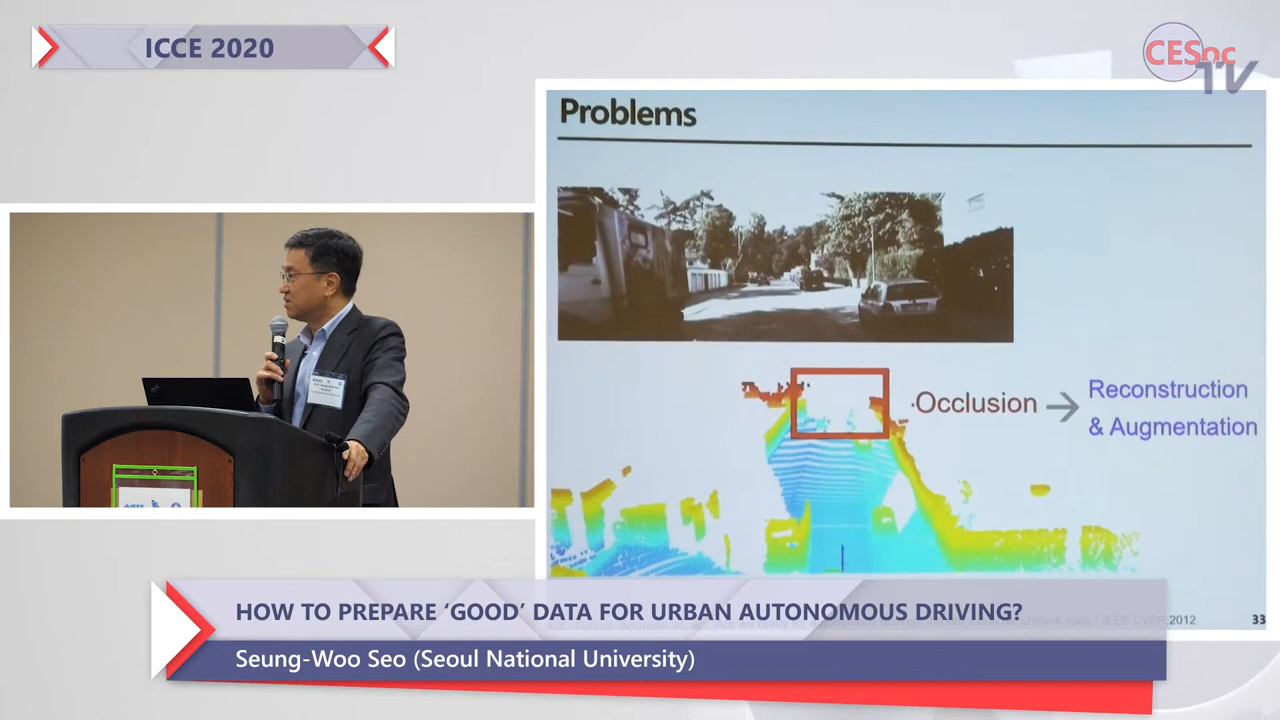 ICCE 2020
CESoc
TV
Problems
·Occlusion
Reconstruction
& Augmentation
HOW TO PREPARE ‘GOOD’ DATA FOR URBAN AUTONOMOUS DRIVING?
2012.
33
Seung-Woo Seo (Seoul National University)
IEEE